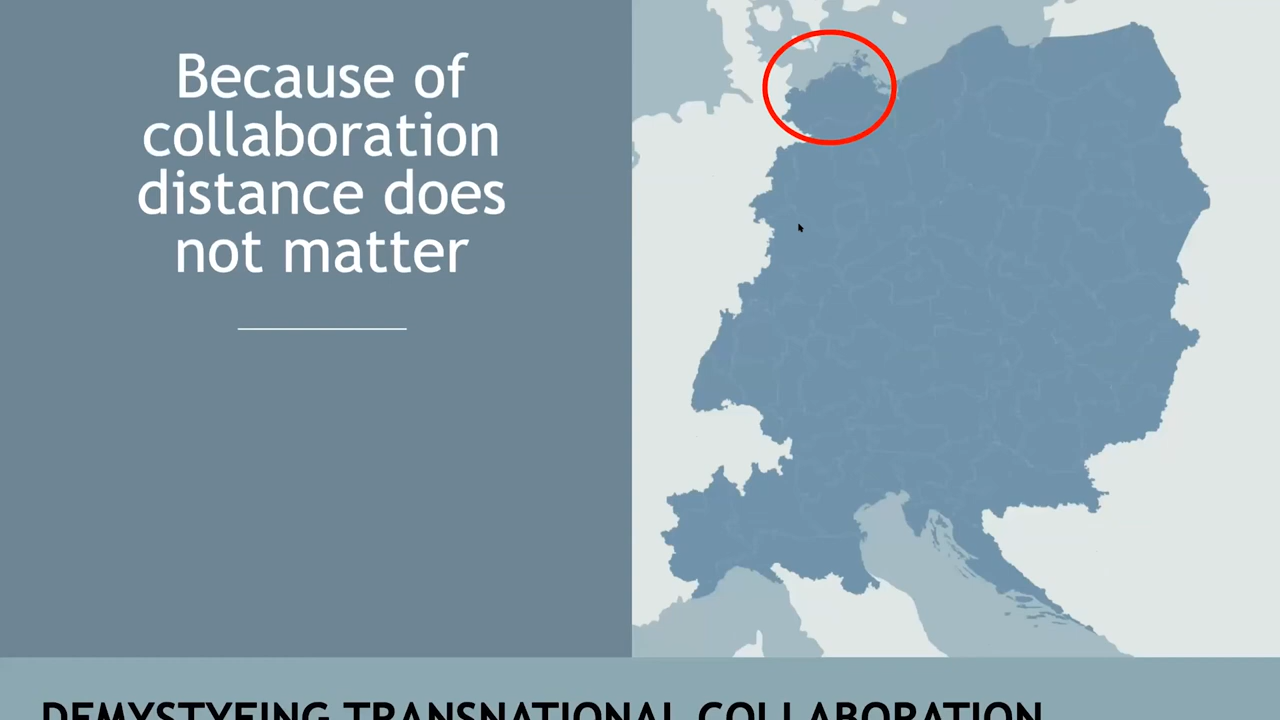 Because of
collaboration
distance does
not matter
DEMYSTYFING TRANSNATIONAL COLLABORATION